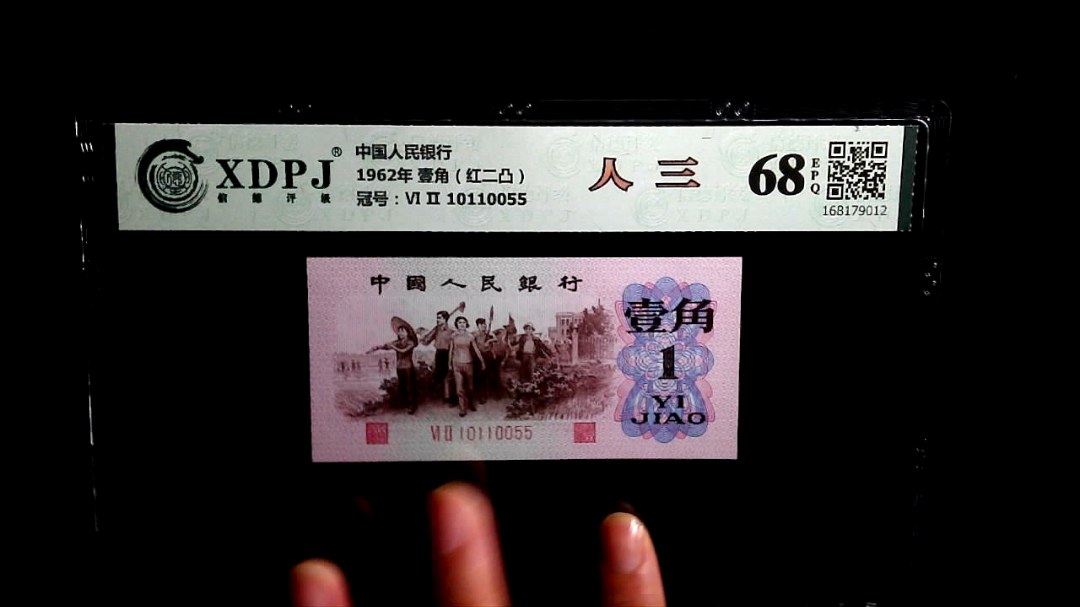 XDPJ®
信鼎评级
中国人民银行
1962年 壹角（红二凸）
冠号：VI II 10110055
人 三
68
EPQ
168179012
中國人民銀行
壹角
1
YI
JIAO
VI II 10110055